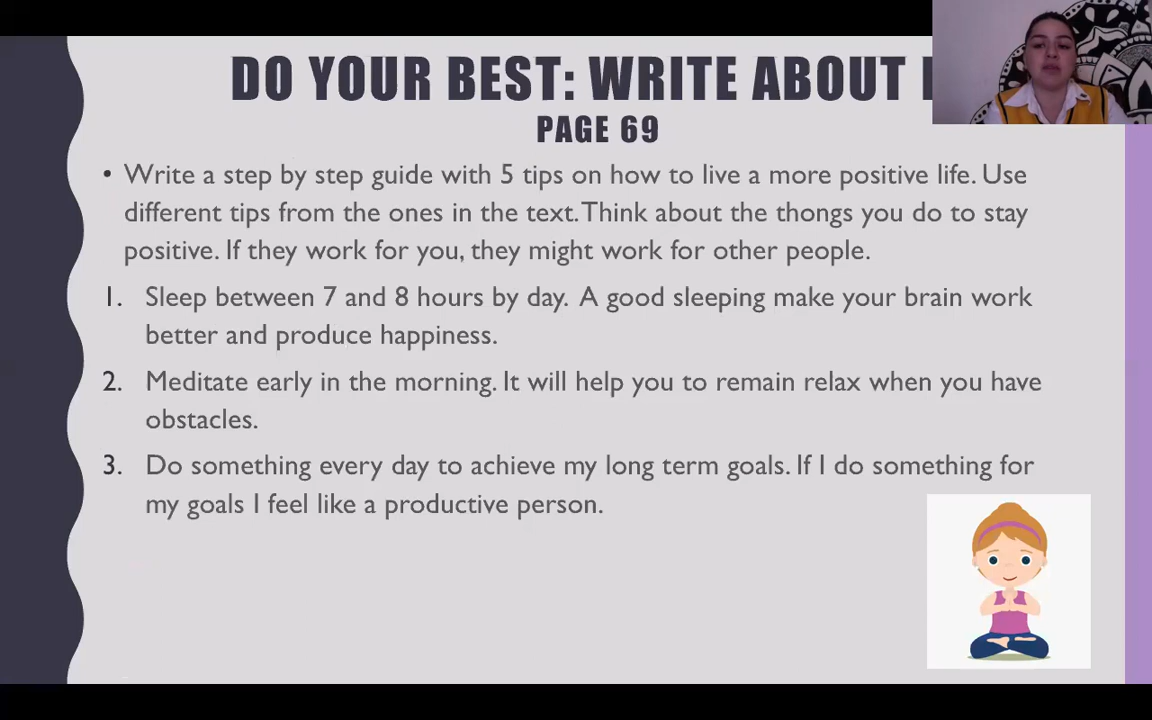 DO YOUR BEST: WRITE ABOUT
PAGE 69
• Write a step by step guide with 5 tips on how to live a more positive life. Use
different tips from the ones in the text. Think about the thongs you do to stay
positive. If they work for you, they might work for other people.
1. Sleep between 7 and 8 hours by day. A good sleeping make your brain work
better and produce happiness.
2. Meditate early in the morning. It will help you to remain relax when you have
obstacles.
3. Do something every day to achieve my long term goals. If I do something for
my goals I feel like a productive person.